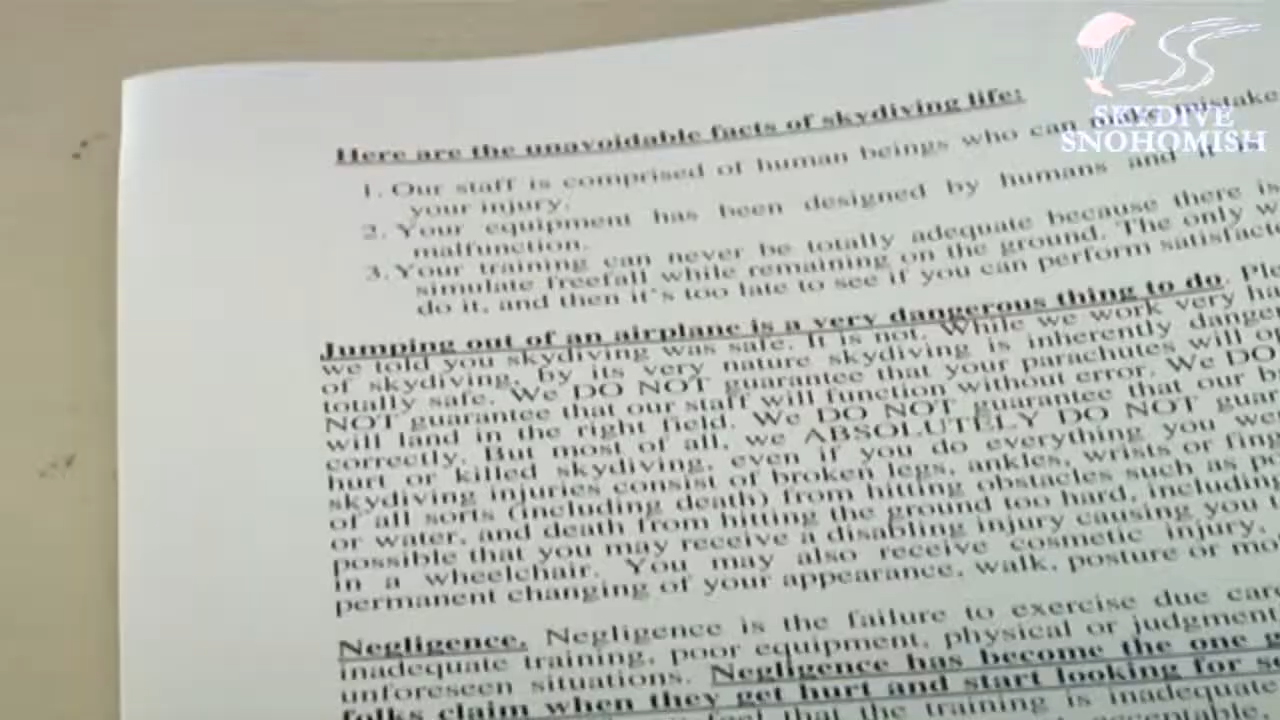 SKYDIVE
SNOHOMISH
Here are the unavoidable facts of skydiving life:
1. Our staff is comprised of human beings who can make mistake
your injury.
2. Your equipment has been designed by humans and it
malfunction.
3. Your training can never be totally adequate because there is
simulate freefall while remaining on the ground. The only w
do it, and then it's too late to see if you can perform satisfacto
Jumping out of an airplane is a very dangerous thing to do. Ple
we told you skydiving was safe. It is not. While we work very ha
of skydiving, by its very nature skydiving is inherently danger
totally safe. We DO NOT guarantee that your parachutes will o
NOT guarantee that our staff will function without error. We DO
will land in the right field. We DO NOT guarantee that our b
correctly. But most of all, we ABSOLUTELY DO NOT guar
hurt or killed skydiving, even if you do everything you we
skydiving injuries consist of broken legs, ankles, wrists or fing
of all sorts (including death) from hitting obstacles such as po
or water, and death from hitting the ground too hard, including
possible that you may receive a disabling injury causing you t
in a wheelchair. You may also receive cosmetic injury,
permanent changing of your appearance, walk, posture or mo
Negligence. Negligence is the failure to exercise due care
inadequate training, poor equipment, physical or judgment
unforeseen situations. Negligence has become the one g
folks claim when they get hurt and start looking for so
fact that the training is inadequate